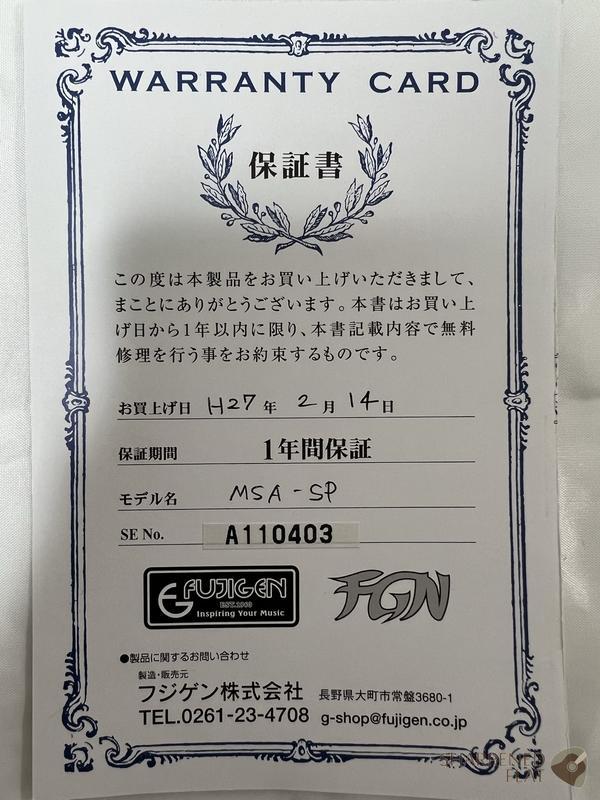 WARRANTY CARD
保証書
この度は本製品をお買い上げいただきまして、
まことにありがとうございます。本書はお買い上
げ日から1年以内に限り、本書記載内容で無料
修理を行う事をお約束するものです。
お買上げ日 H27年 2月 14日
保証期間 1年間保証
モデル名 MSA-SP
SE No. A110403
FUJIGEN FGN
EST.1960
Inspiring Your Music
●製品に関するお問い合わせ
製造・販売元
フジゲン株式会社 長野県大町市常盤3680-1
TEL.0261-23-4708 g-shop@fujigen.co.jp
SHARPENED
FLAT